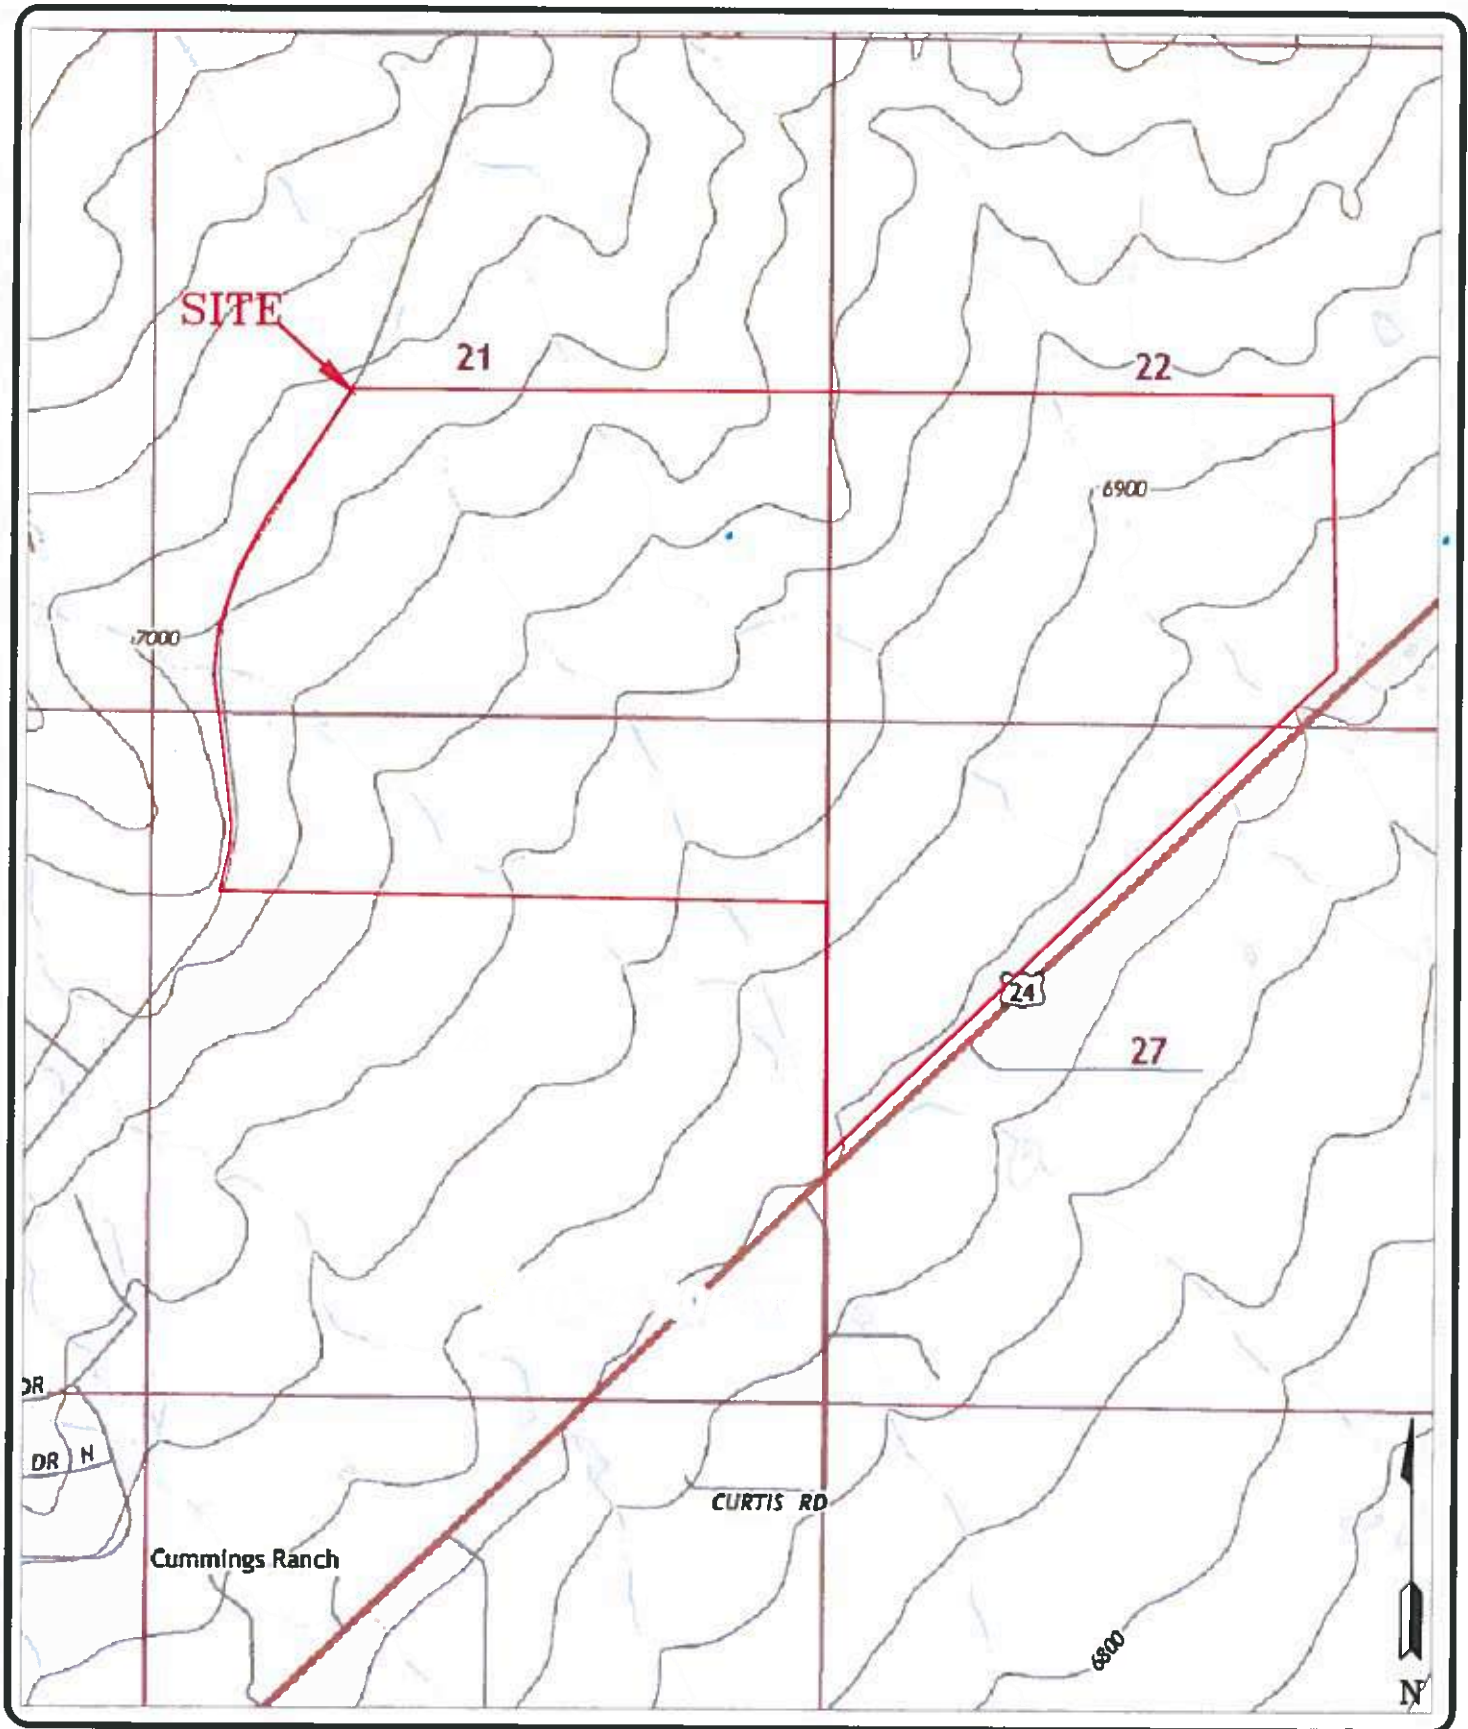 SITE
21
22
6900
7000
24
27
DR
DR N
CURTIS RD
Cummings Ranch
6800
N